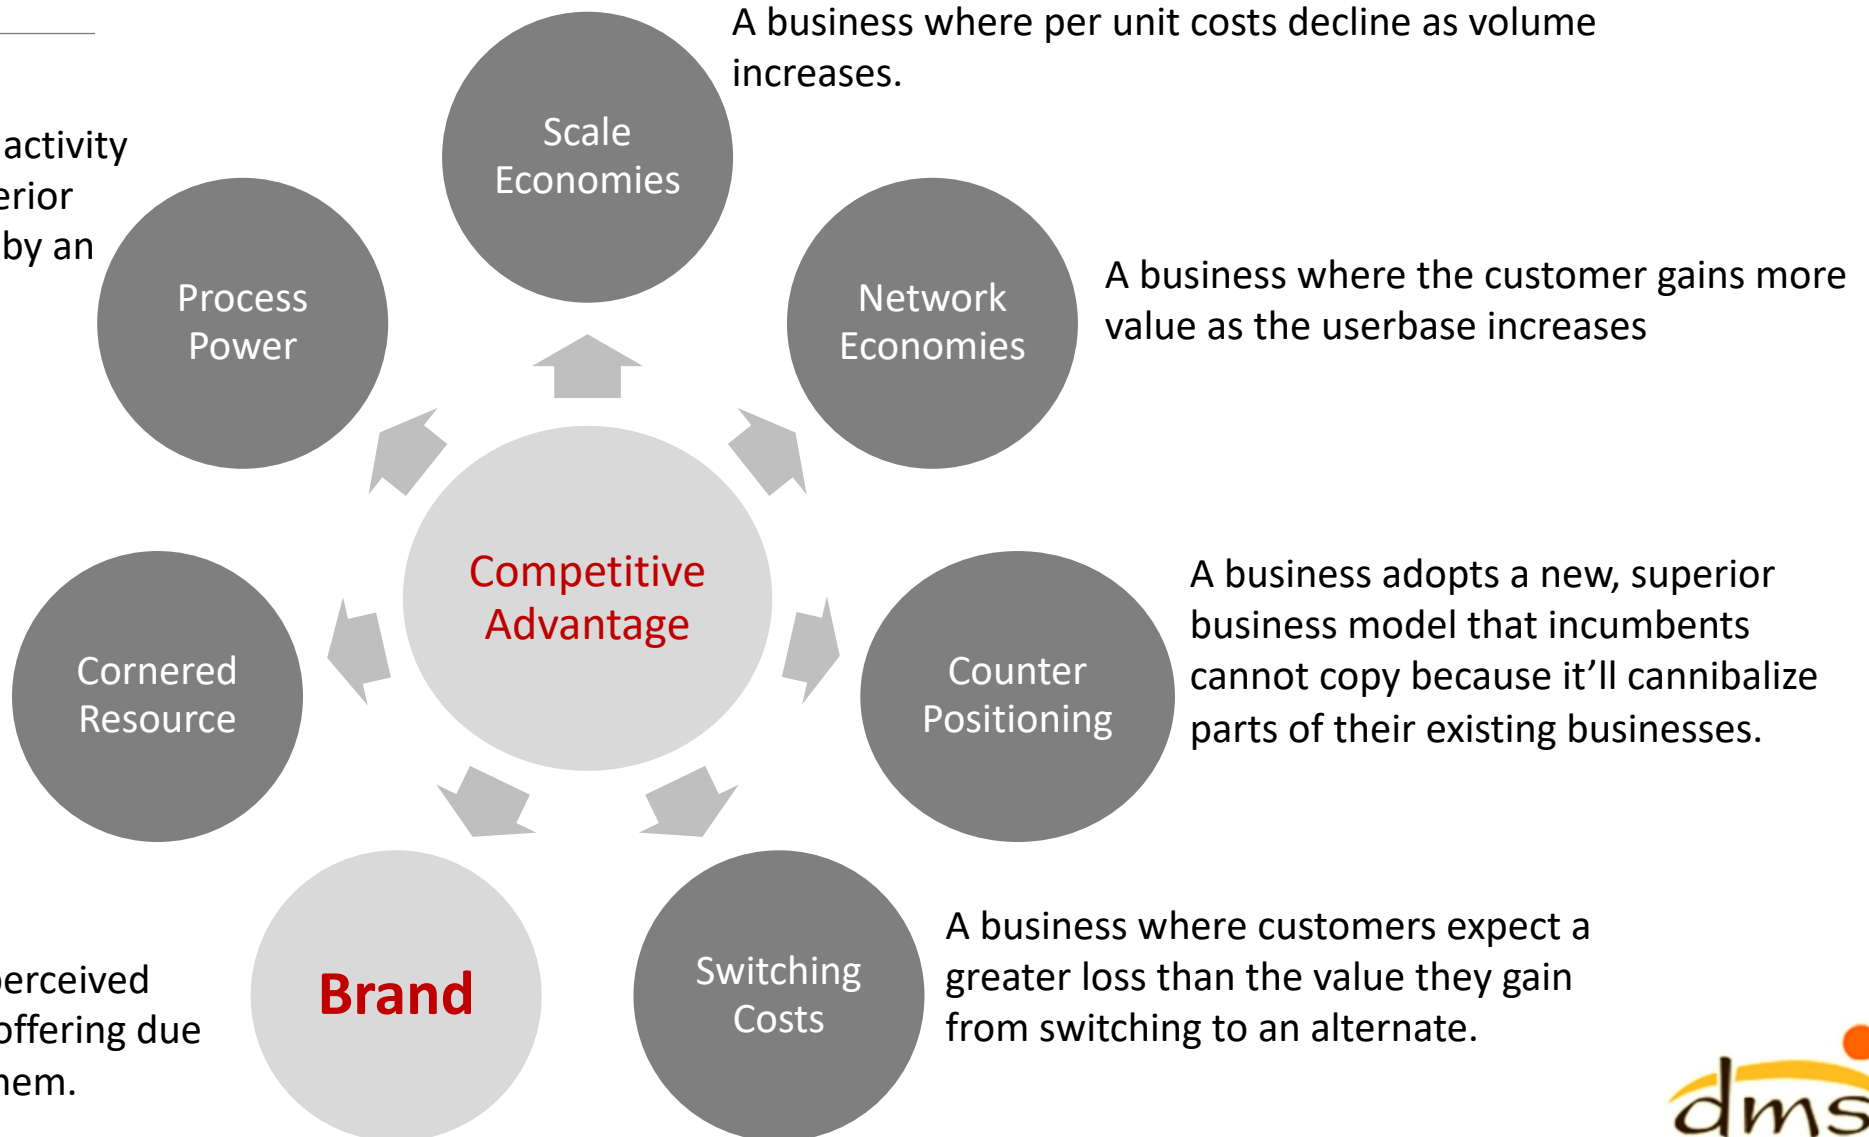 A business where per unit costs decline as volume
increases.
Scale
Economies
activity
erior
by an
Process
Power
Network
Economies
A business where the customer gains more
value as the userbase increases
Competitive
Advantage
A business adopts a new, superior
business model that incumbents
cannot copy because it’ll cannibalize
parts of their existing businesses.
Cornered
Resource
Counter
Positioning
perceived
offering due
hem.
Brand
Switching
Costs
A business where customers expect a
greater loss than the value they gain
from switching to an alternate.
dms